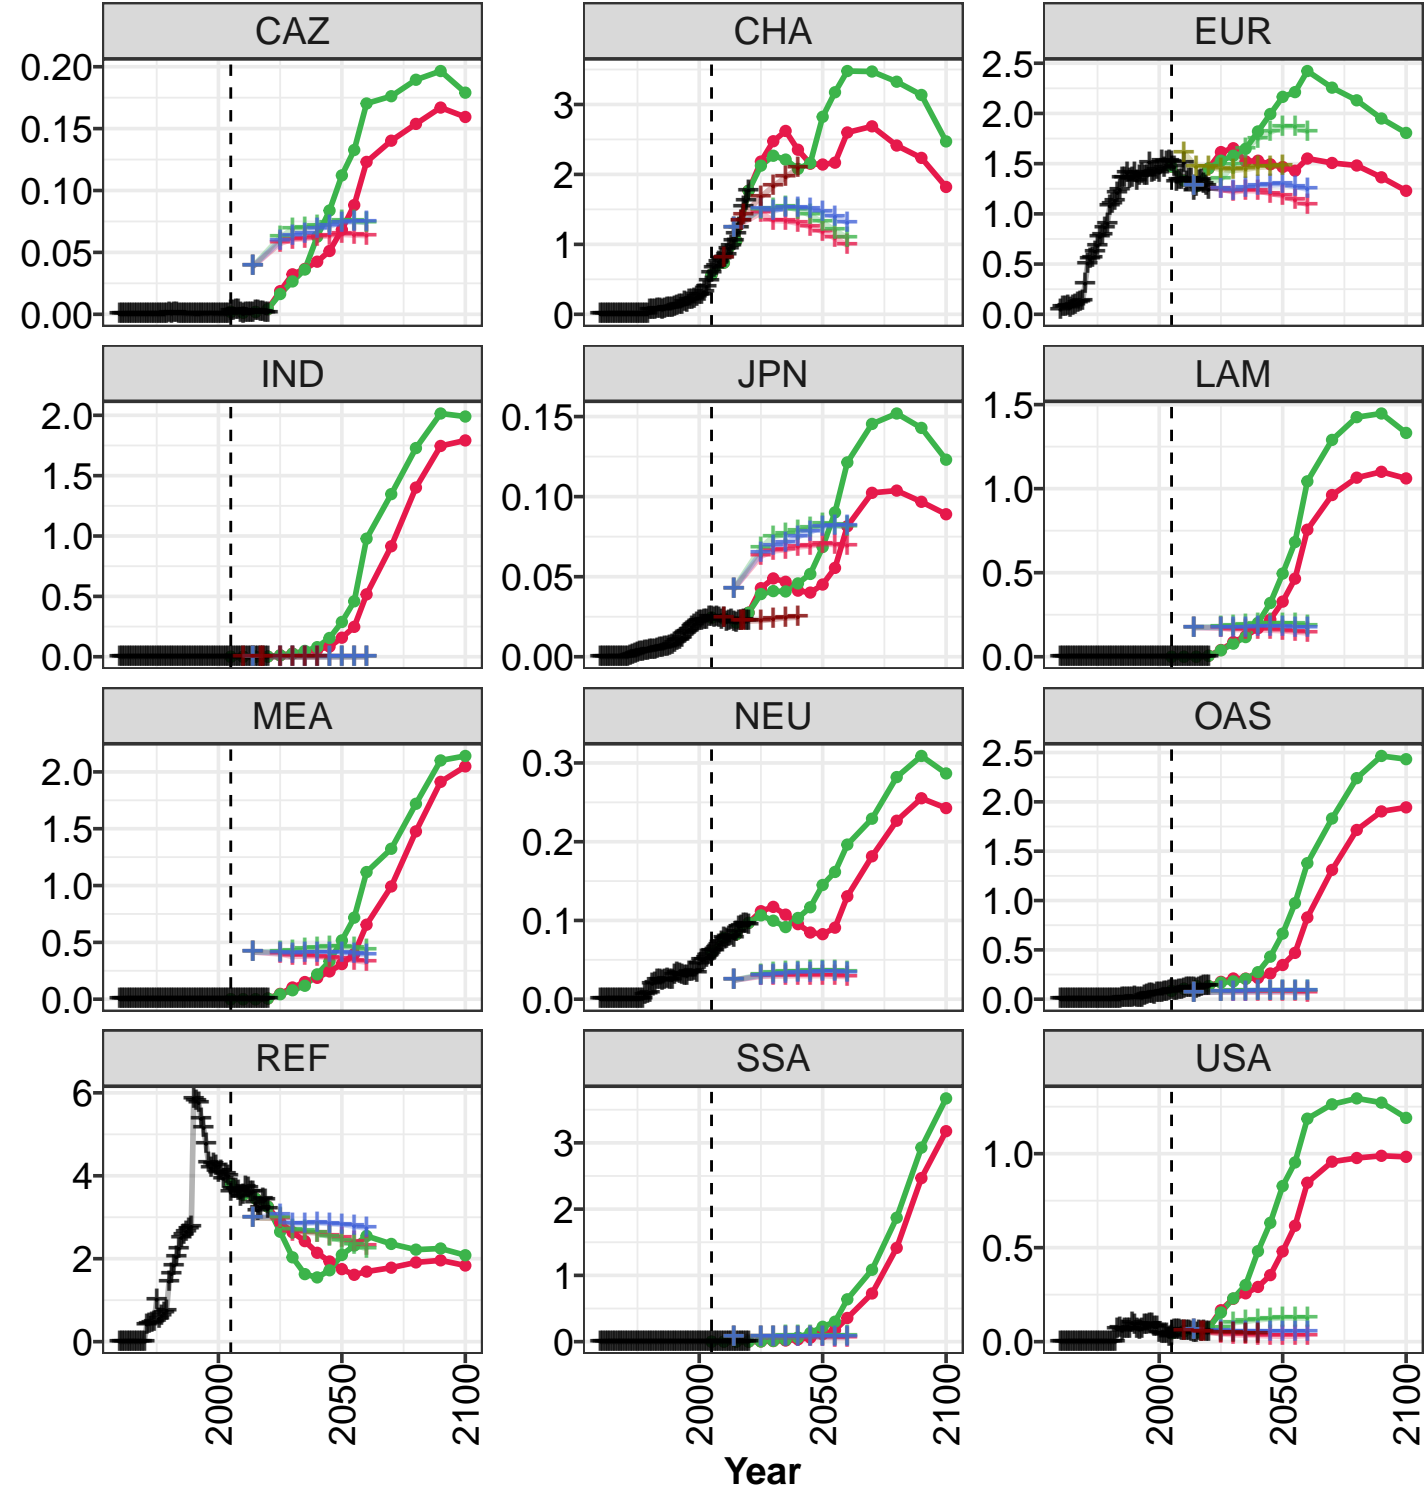 CAZ CHA EUR
0.20 0.15 0.10 0.05 0.00
3 2 1 0
2.5 2.0 1.5 1.0 0.5 0.0
IND JPN LAM
2.0 1.5 1.0 0.5 0.0
0.15 0.10 0.05 0.00
1.5 1.0 0.5 0.0
MEA NEU OAS
2.0 1.5 1.0 0.5 0.0
0.3 0.2 0.1 0.0
2.5 2.0 1.5 1.0 0.5 0.0
REF SSA USA
6 4 2 0
3 2 1 0
1.0 0.5 0.0
2000 2050 2100 2000 2050 2100 2000 2050 2100
Year